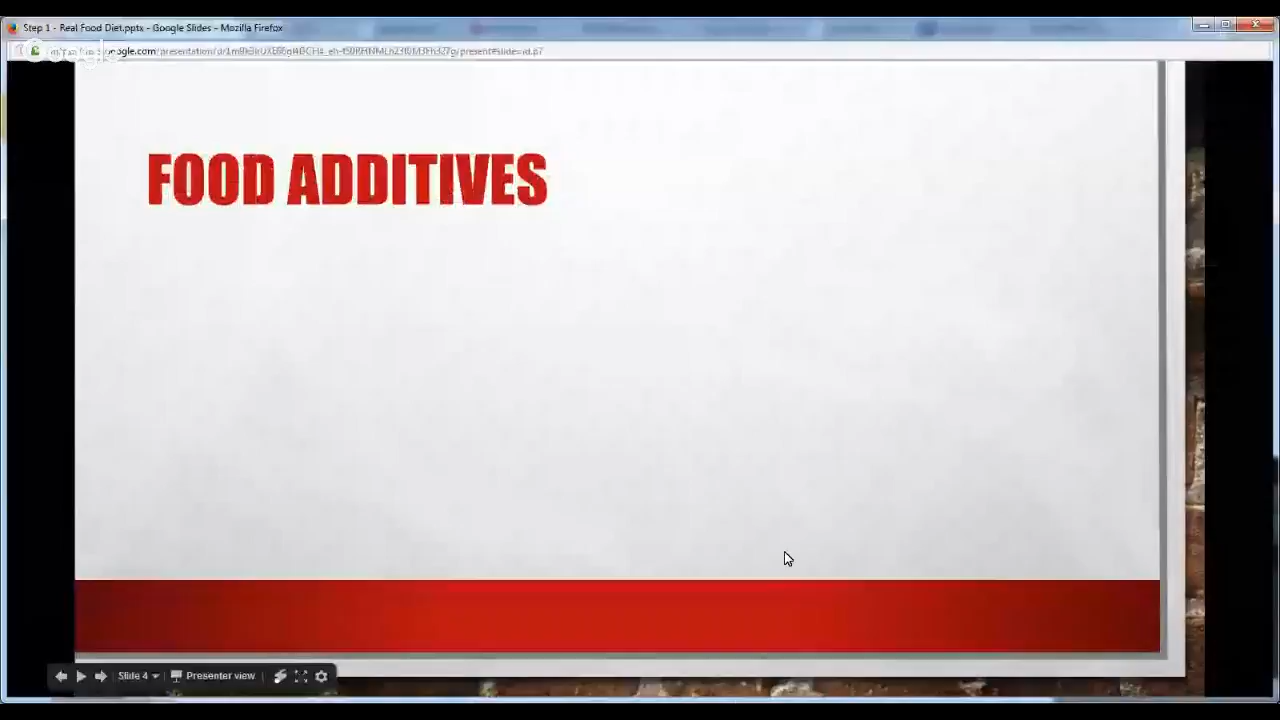 Step 1 - Real Food Diet.pptx - Google Slides - Mozilla Firefox
FOOD ADDITIVES
Slide 4
Presenter view